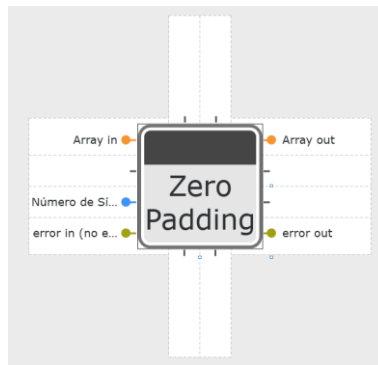 Array in
Array out
Zero
Padding
Número de Sí...
error in (no e...
error out